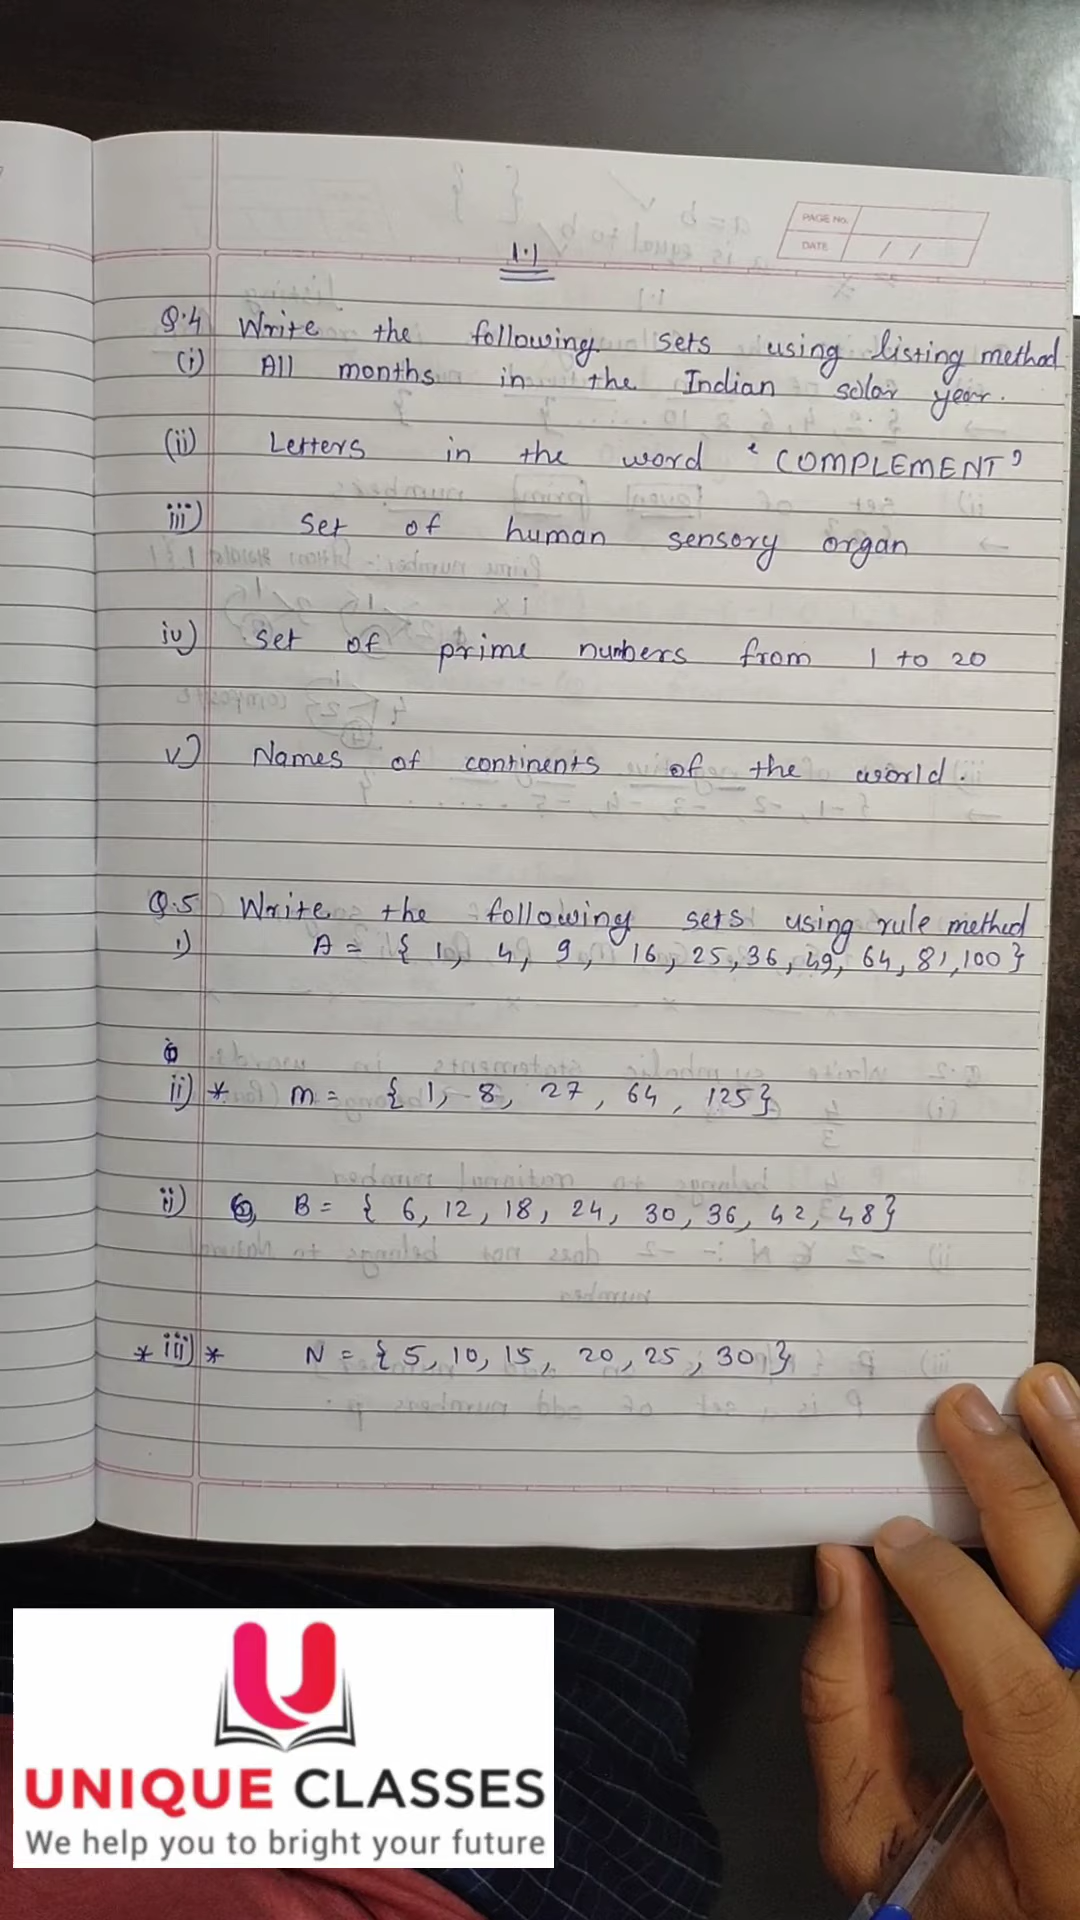 PAGE No.
DATE / /
1.1
Q.4 Write the following sets using listing method
(i) All months in the Indian solar year.
(ii) Letters in the word 'COMPLEMENT'
iii) set of human sensory organ
iv) set of prime numbers from 1 to 20
v) Names of continents of the world.
Q.5 Write the following sets using rule method
i) A = { 1, 4, 9, 16, 25, 36, 49, 64, 81, 100 }
ii) * m = { 1, 8, 27, 64, 125 }
ii) B = { 6, 12, 18, 24, 30, 36, 42, 48 }
* iii) * N = { 5, 10, 15, 20, 25, 30 }
UNIQUE CLASSES
We help you to bright your future